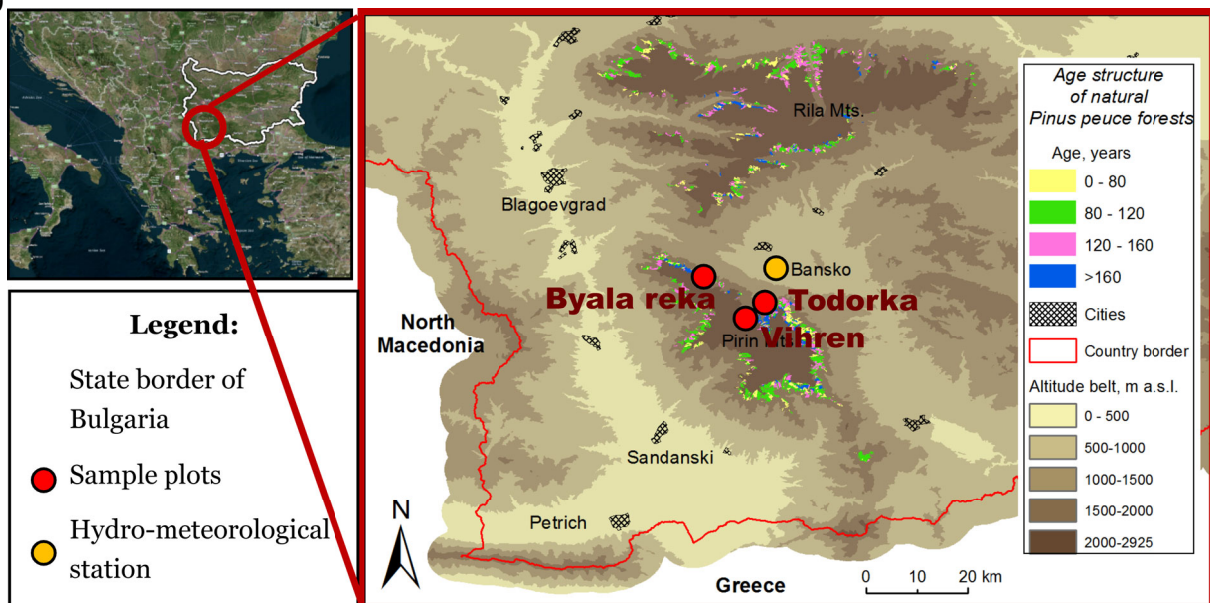 Legend:
State border of
Bulgaria
Sample plots
Hydro-meteorological
station
Rila Mts.
Blagoevgrad
Bansko
Byala reka
Todorka
Vihren
North
Macedonia
Sandanski
Petrich
N
Greece
0 10 20 km
Age structure
of natural
Pinus peuce forests
Age, years
0 - 80
80 - 120
120 - 160
>160
Cities
Country border
Altitude belt, m a.s.l.
0 - 500
500-1000
1000-1500
1500-2000
2000-2925
Pirin Mts.